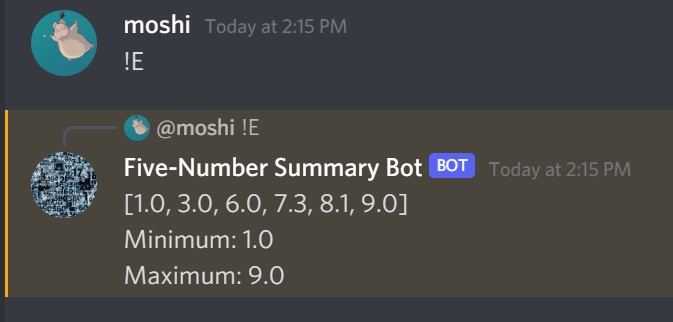 moshi Today at 2:15 PM
!E
@moshi !E
Five-Number Summary Bot BOT Today at 2:15 PM
[1.0, 3.0, 6.0, 7.3, 8.1, 9.0]
Minimum: 1.0
Maximum: 9.0